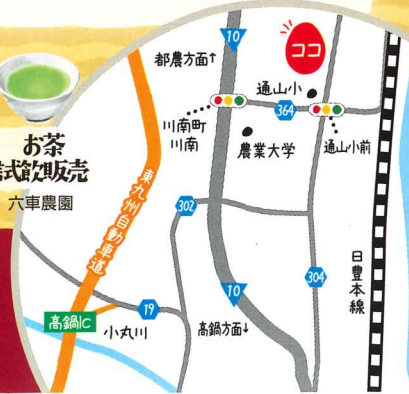 お茶
試飲販売
六車農園
10
ココ
都農方面↑
通山小
364
川南町
川南
農業大学
通山小前
東九州自動車道
302
日豊本線
304
10
高鍋IC
19
小丸川
高鍋方面↓